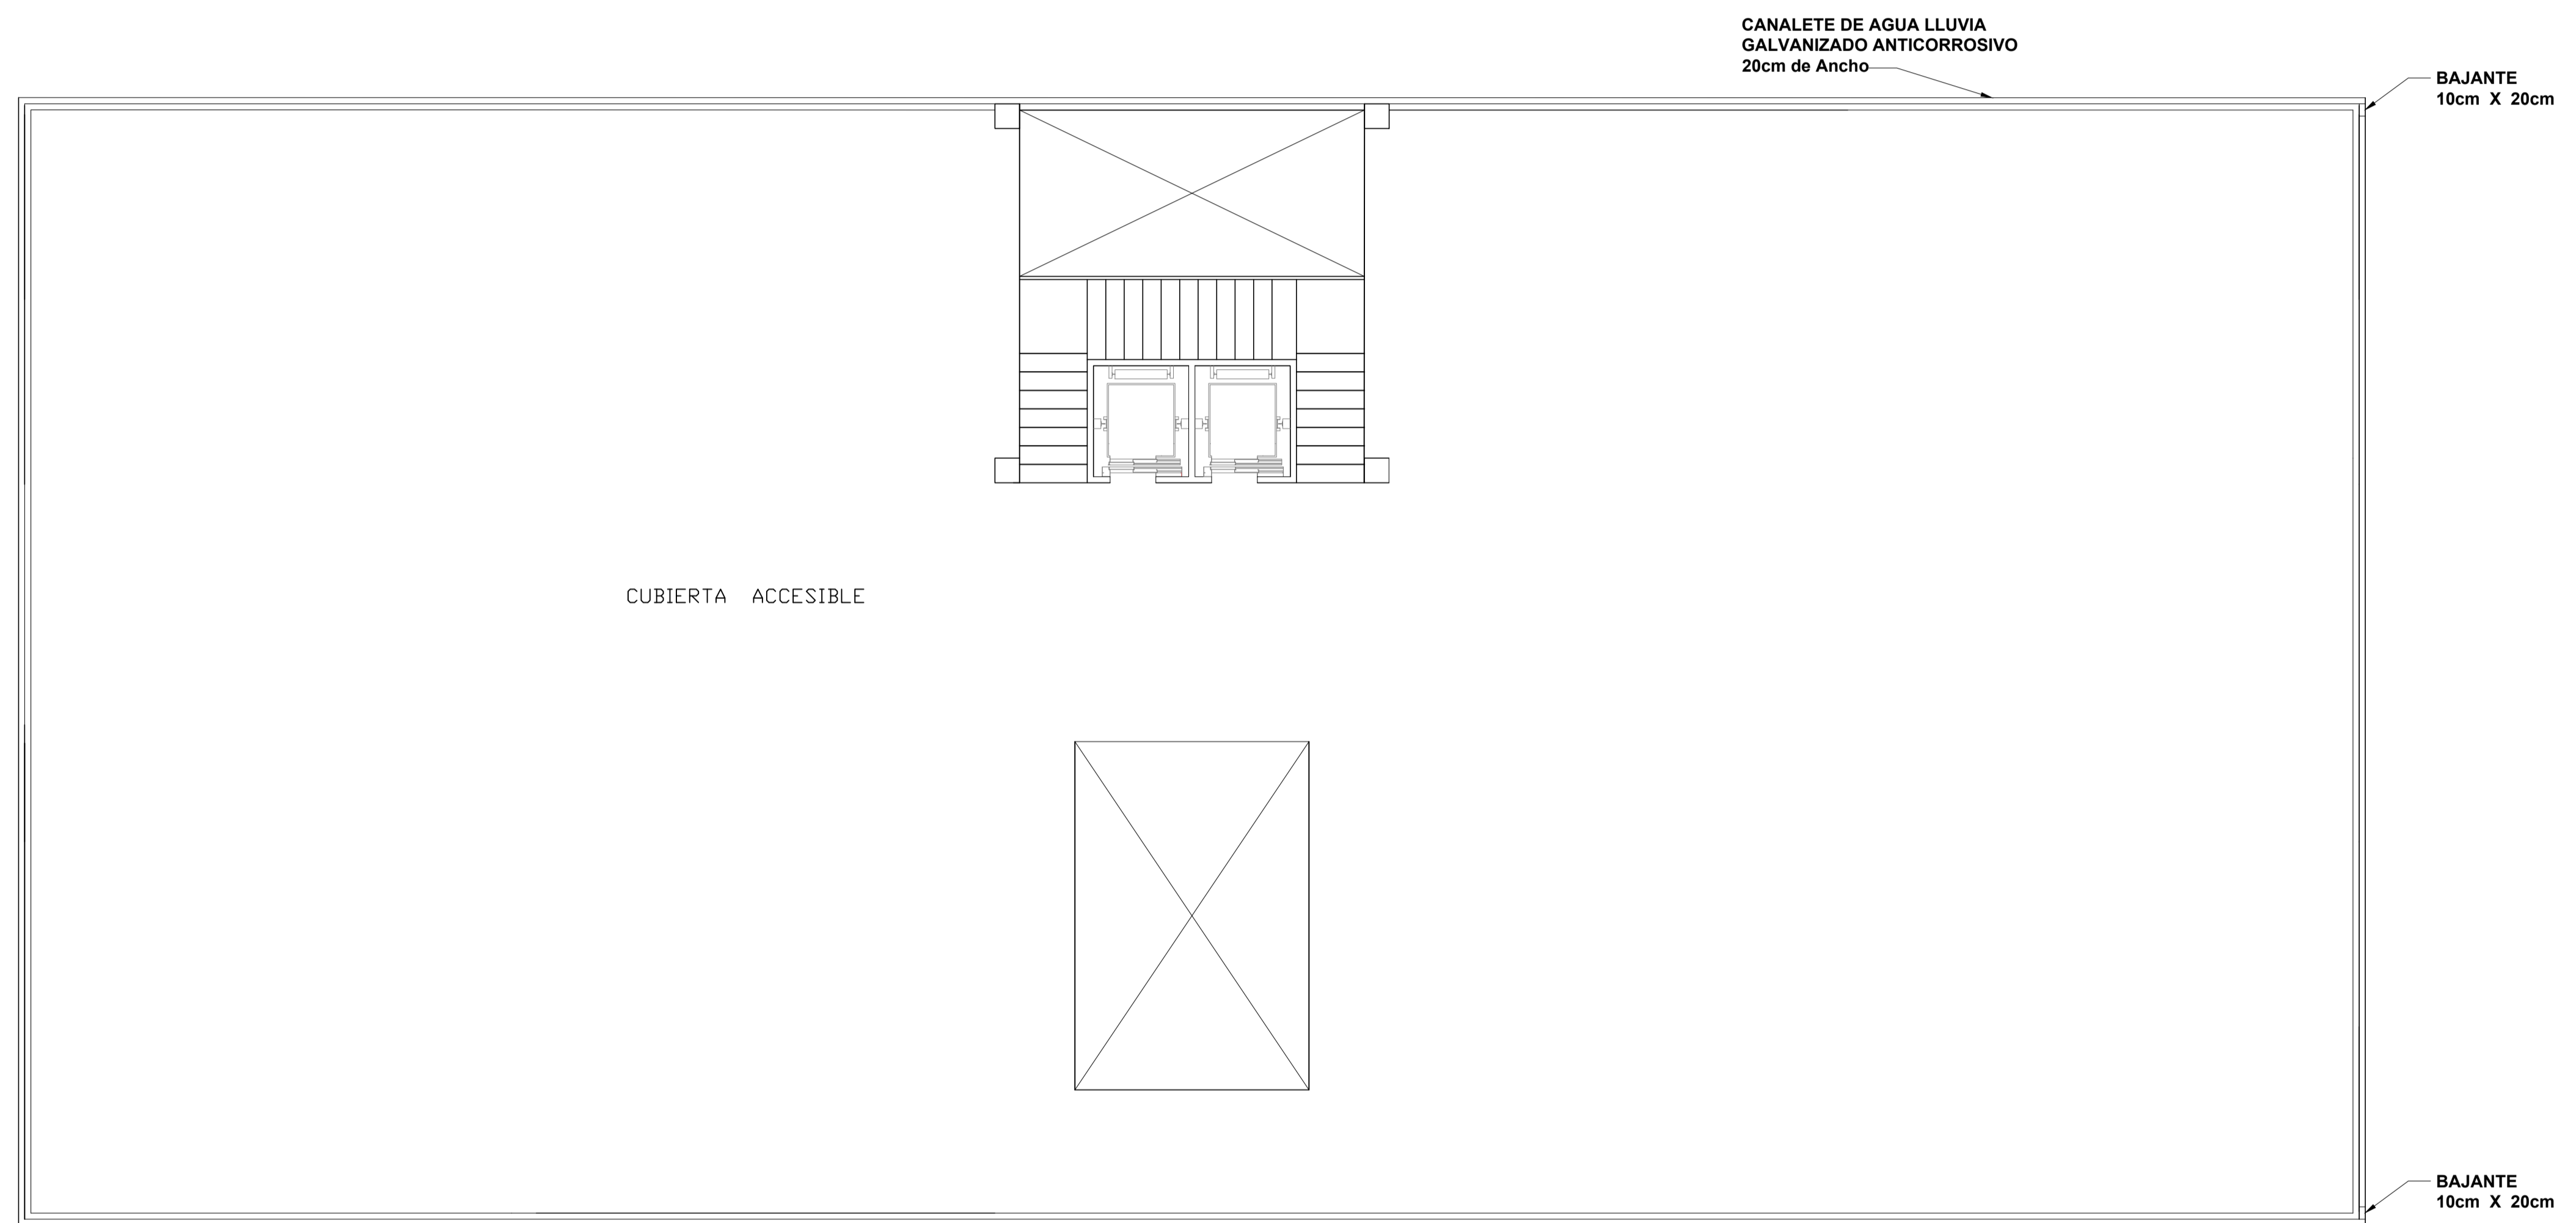 CANALETE DE AGUA LLUVIA
GALVANIZADO ANTICORROSIVO
20cm de Ancho
BAJANTE
10cm X 20cm
CUBIERTA ACCESIBLE
BAJANTE
10cm X 20cm